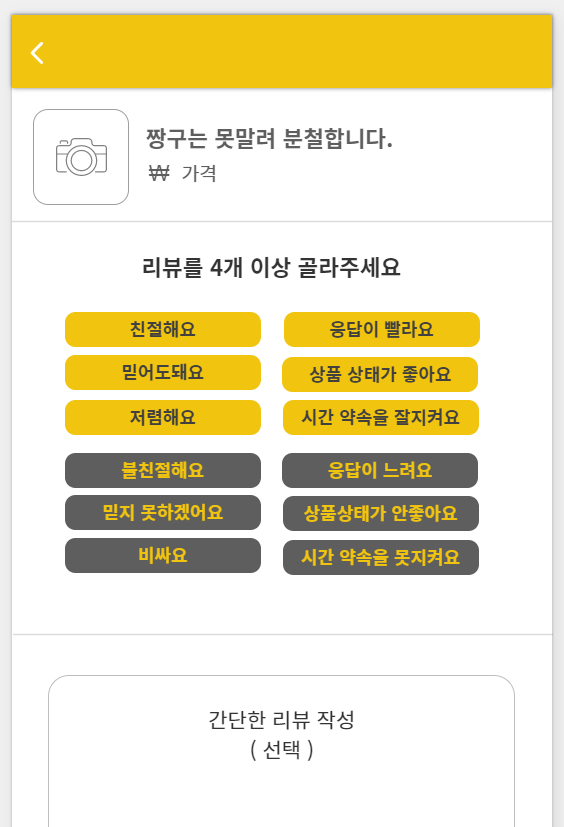 짱구는 못말려 분철합니다.
₩ 가격
리뷰를 4개 이상 골라주세요
친절해요
응답이 빨라요
믿어도돼요
상품 상태가 좋아요
저렴해요
시간 약속을 잘지켜요
불친절해요
응답이 느려요
믿지 못하겠어요
상품상태가 안좋아요
비싸요
시간 약속을 못지켜요
간단한 리뷰 작성
( 선택 )